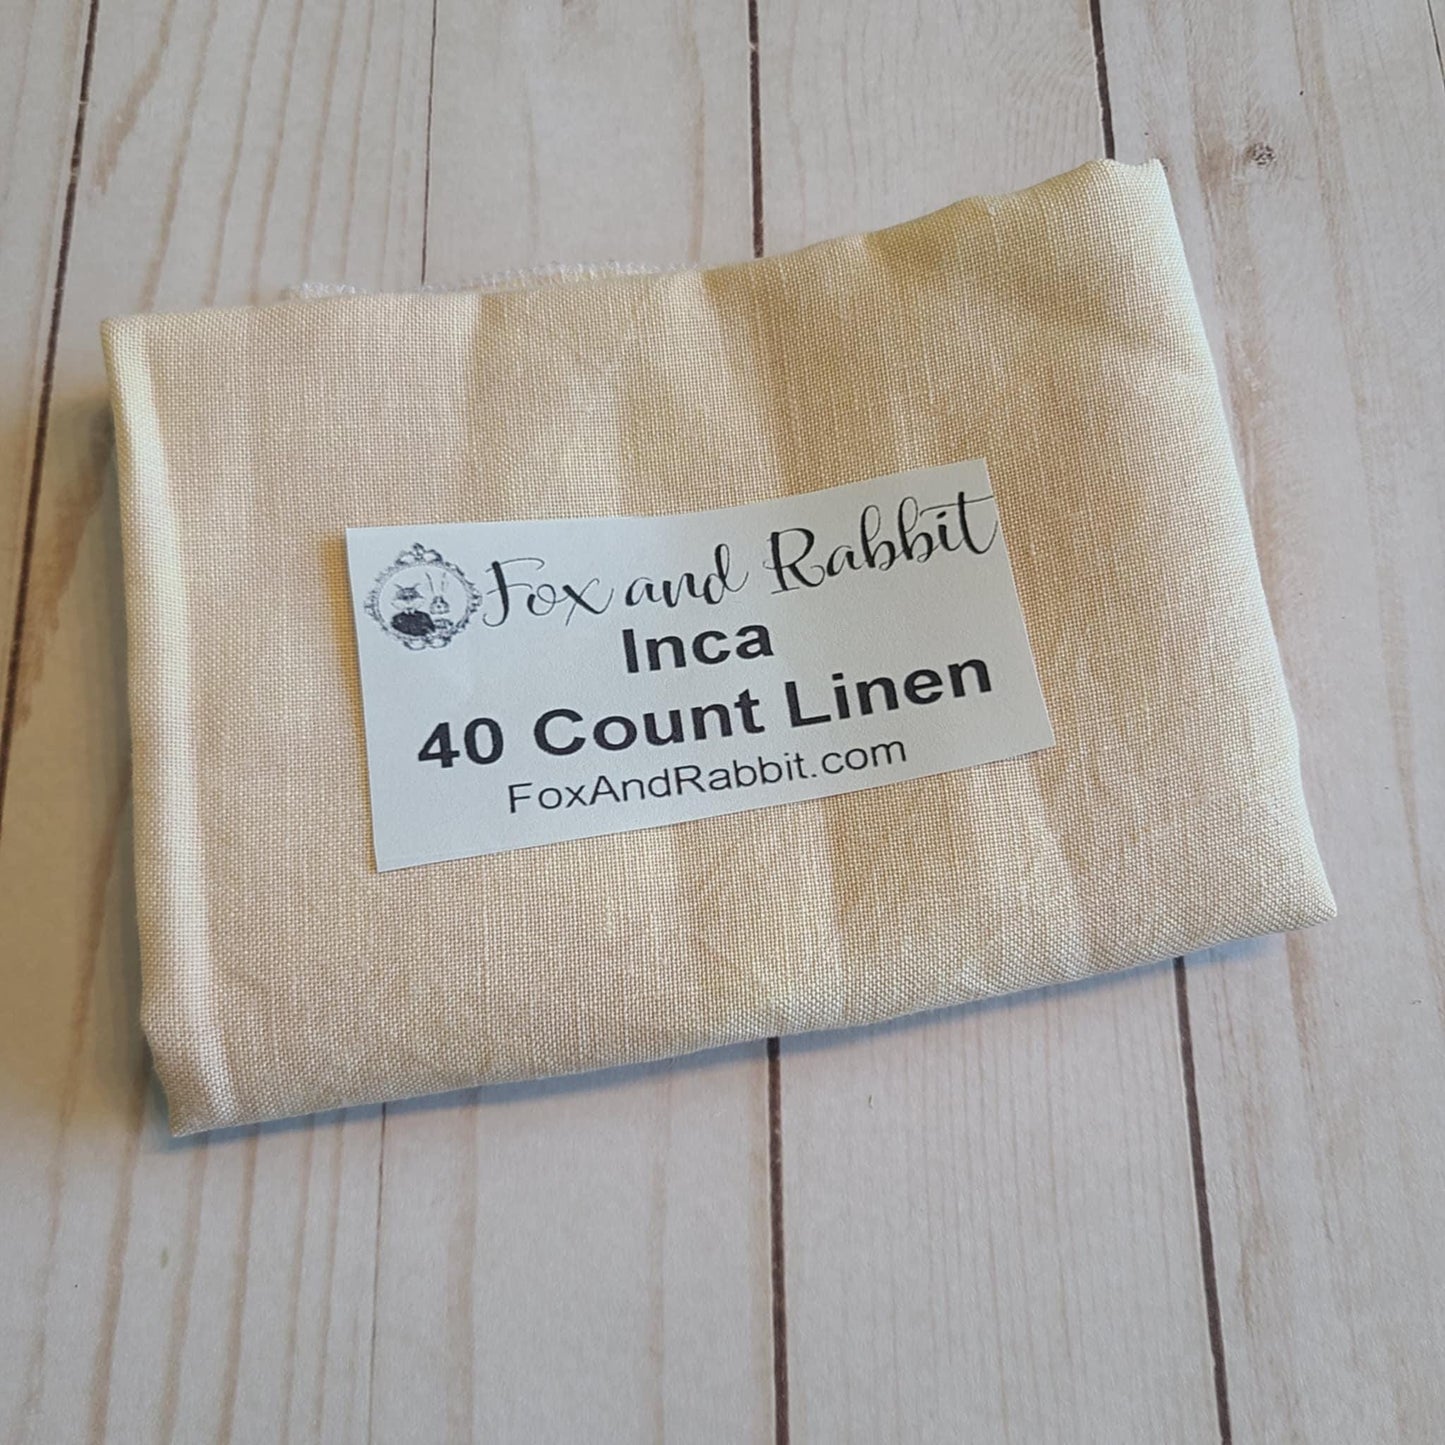 Fox and Rabbit
Inca
40 Count Linen
FoxAndRabbit.com